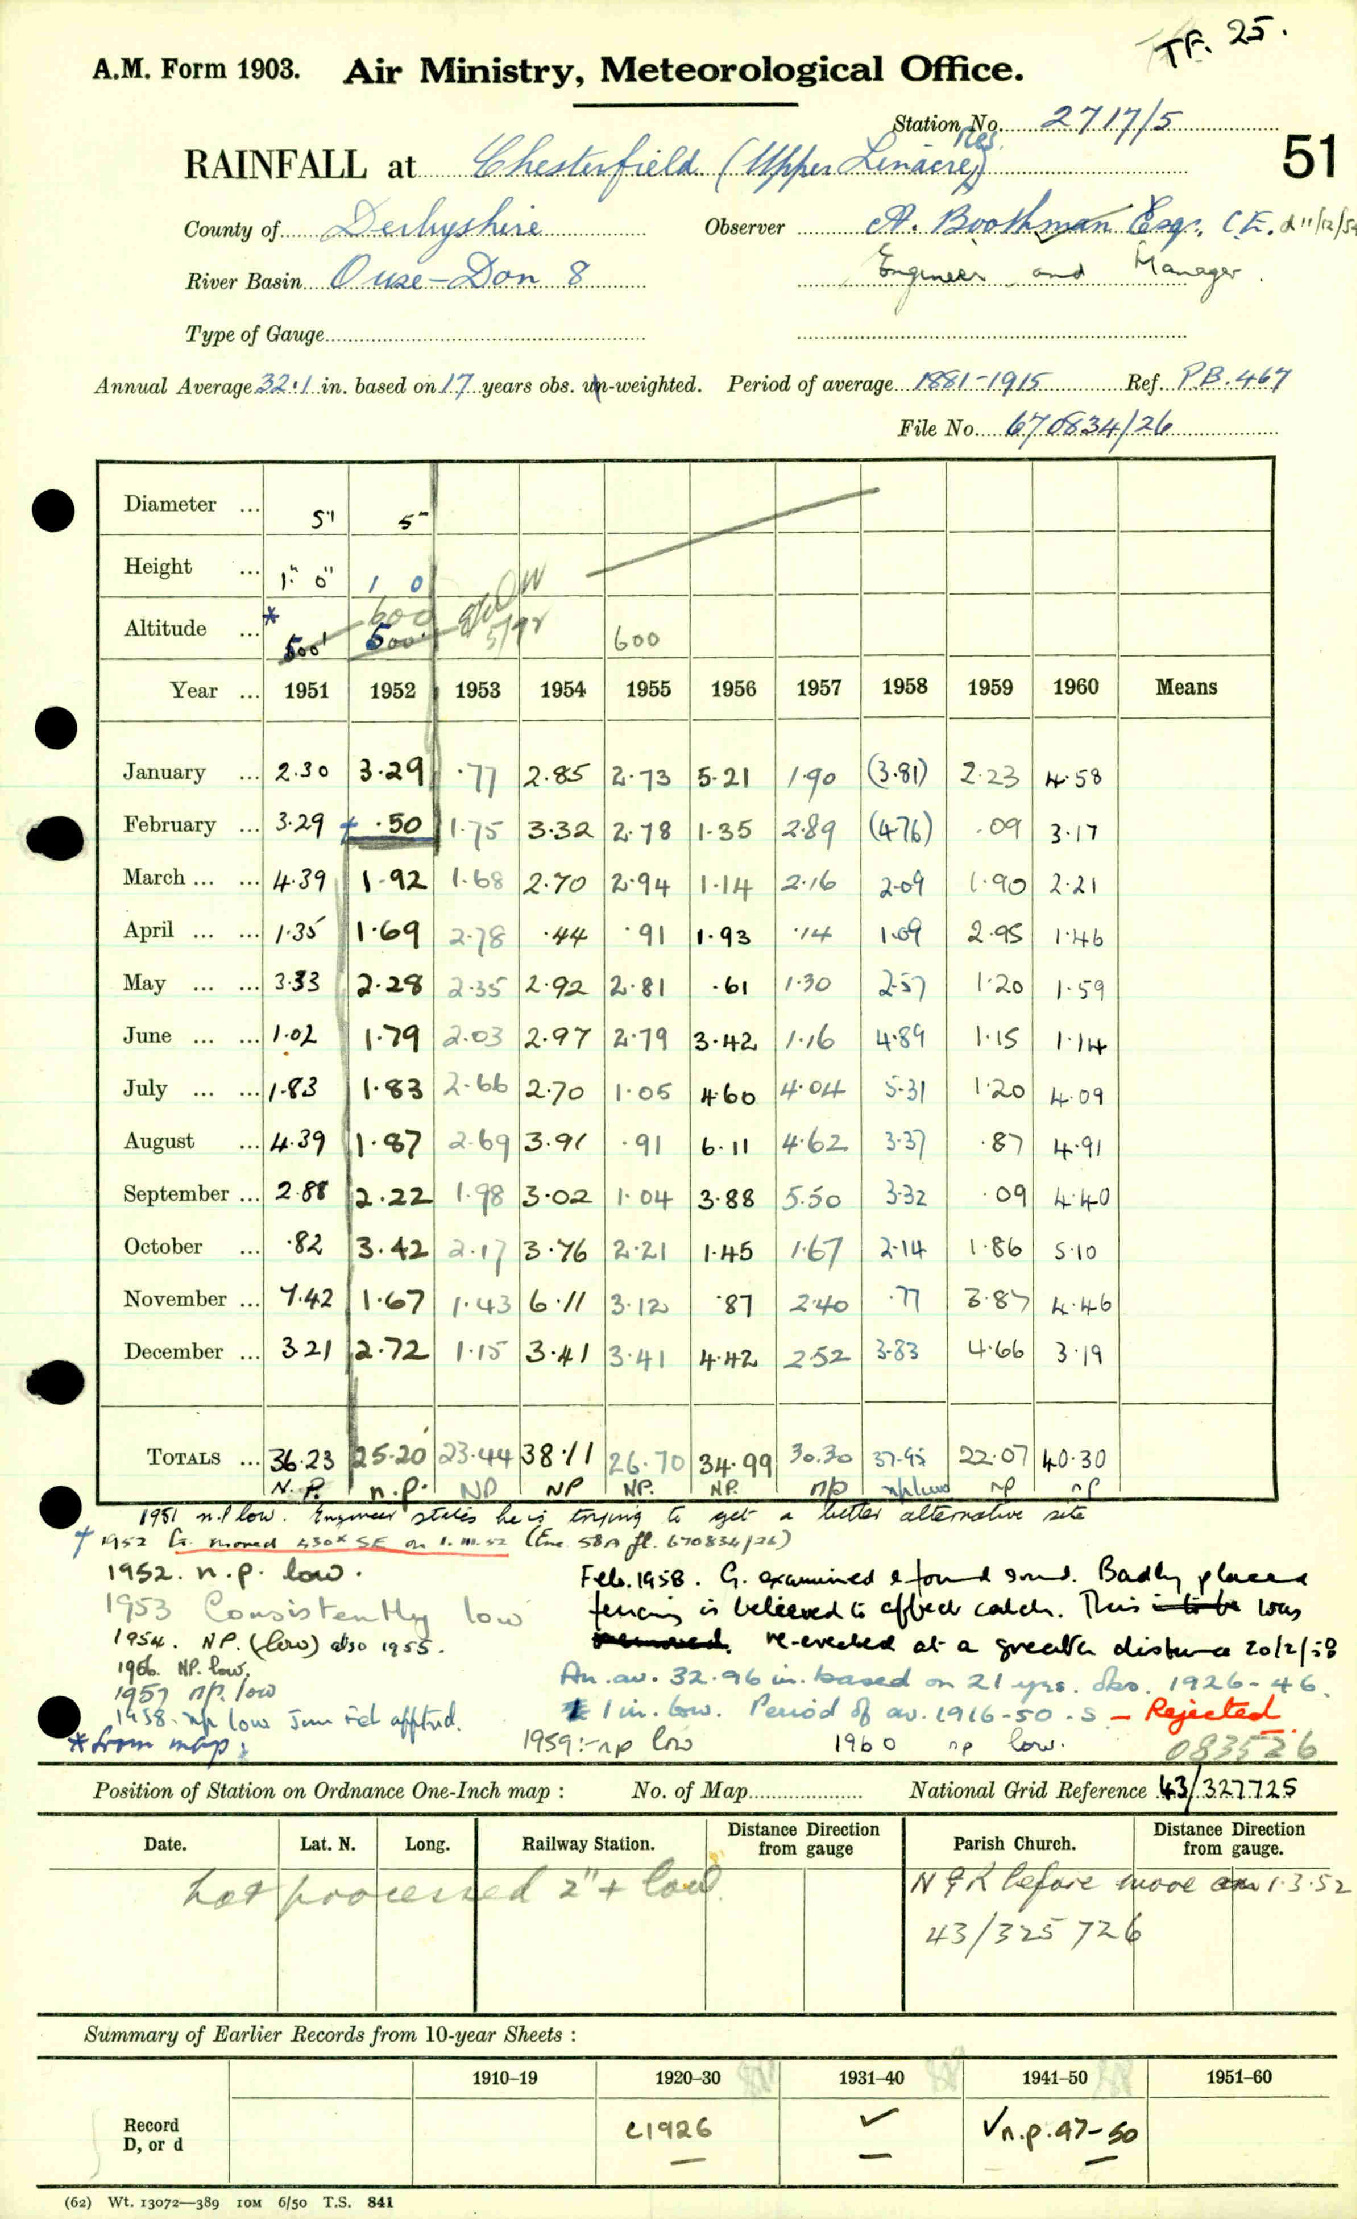 TF. 25.
A.M. Form 1903. Air Ministry, Meteorological Office.
Station No. 2717/5
51
RAINFALL at Chesterfield (Upper Linacre Res.)
County of Derbyshire Observer A. Boothman Esq., C.E. d 11/12/54
River Basin Ouse-Don 8 Engineer and Manager.
Type of Gauge
Annual Average 32.1 in. based on 17 years obs. un-weighted. Period of average 1881-1915 Ref. P.B. 467
File No. 670834/26
Diameter ... 5" 5"
Height ... 1' 0" 1 0
600
Altitude ... * 500' 500' 5/72 600
Year ... 1951 1952 1953 1954 1955 1956 1957 1958 1959 1960 Means
January ... 2.30 3.29 .77 2.85 2.73 5.21 1.90 (3.81) 2.23 4.58
February ... 3.29 † .50 1.75 3.32 2.78 1.35 2.89 (4.76) .09 3.17
March ... ... 4.39 1.92 1.68 2.70 2.94 1.14 2.16 2.09 1.90 2.21
April ... ... 1.35 1.69 2.78 .44 .91 1.93 .14 1.09 2.95 1.46
May ... ... 3.33 2.28 2.35 2.92 2.81 .61 1.30 2.57 1.20 1.59
June ... ... 1.02 1.79 2.03 2.97 2.79 3.42 1.16 4.89 1.15 1.14
July ... ... 1.83 1.83 2.66 2.70 1.05 4.60 4.04 5.31 1.20 4.09
August ... 4.39 1.87 2.69 3.91 .91 6.11 4.62 3.37 .87 4.91
September ... 2.88 2.22 1.98 3.02 1.04 3.88 5.50 3.32 .09 4.40
October ... .82 3.42 2.17 3.76 2.21 1.45 1.67 2.14 1.86 5.10
November ... 7.42 1.67 1.43 6.11 3.12 .87 2.40 .77 3.87 4.46
December ... 3.21 2.72 1.15 3.41 3.41 4.42 2.52 3.83 4.66 3.19
TOTALS ... 36.23 25.20 23.44 38.11 26.70 34.99 30.30 37.95 22.07 40.30
N.P. n.p. NP NP NP. NP. np np low np np
1951 n.p low. Engineer states he is trying to get a better alternative site
† 1952 G. moved 430x SE on 1.III.52 (Enc. 58A fl. 670834/26)
1952. n.p. low.
1953 Consistently low
1954. NP. (low) also 1955.
1956. NP. low.
1957 np. low
1958. np low Jan Feb apptnd.
* from map.
Feb. 1958. G. examined & found sound. Badly placed
fencing is believed to affect catch. This is to be was
removed. re-erected at a greater distance 20/2/58
An. av. 32.96 in. based on 21 yrs. obs. 1926-46.
1 in. low. Period of av. 1916-50. S - Rejected
1959:- np low 1960 np low.
083526
Position of Station on Ordnance One-Inch map : No. of Map National Grid Reference 43/327725
Date. Lat. N. Long. Railway Station. Distance Direction from gauge Parish Church. Distance Direction from gauge.
not processed 2" + low
NGR before move on 1.3.52
43/325 726
Summary of Earlier Records from 10-year Sheets :
1910–19 1920–30 1931–40 1941–50 1951–60
Record
D, or d
c1926 ✓ ✓n.p. 47-50
(62) Wt. 13072—389 10M 6/50 T.S. 841